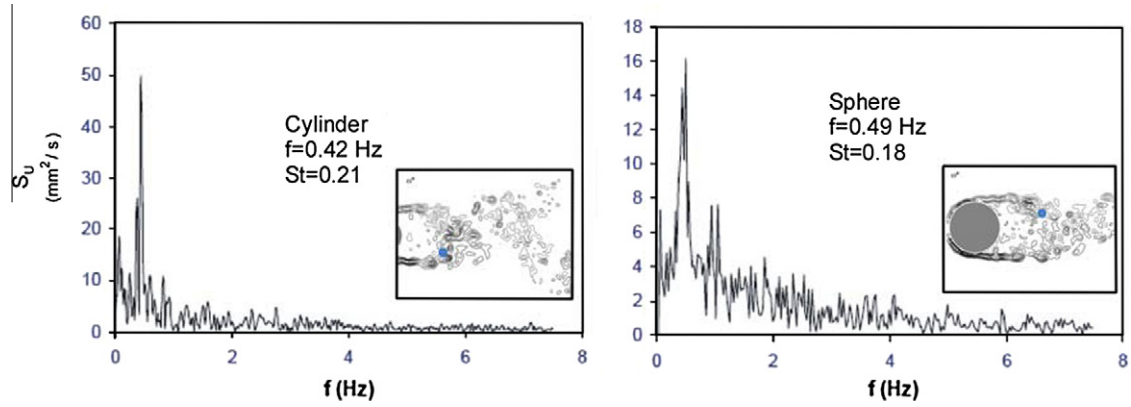 60
50
40
30
20
10
0
0 2 4 6 8
f (Hz)
S_U
(mm²/s)
Cylinder
f=0.42 Hz
St=0.21
18
16
14
12
10
8
6
4
2
0
0 2 4 6 8
f (Hz)
Sphere
f=0.49 Hz
St=0.18